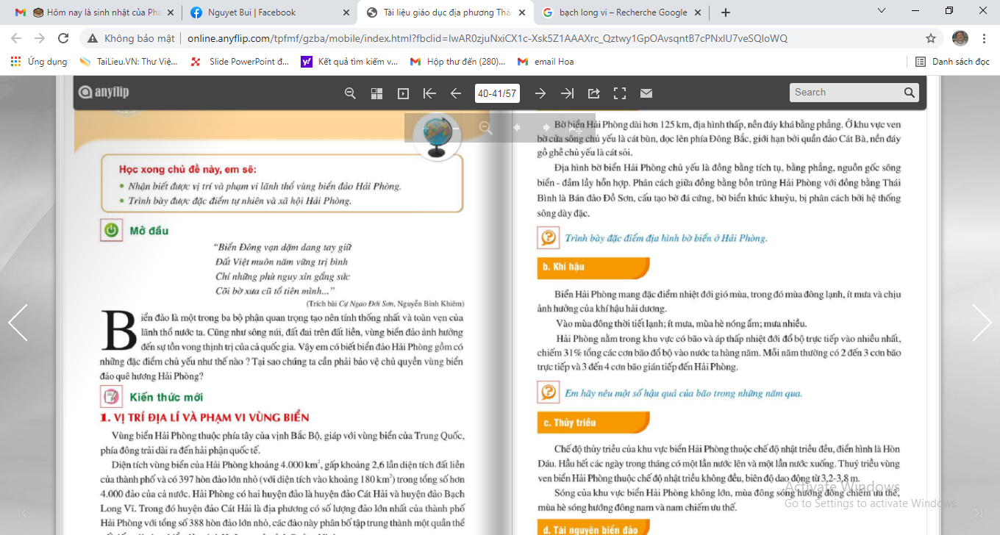 Hôm nay là sinh nhật của Pha
Nguyet Bui | Facebook
Tài liệu giáo dục địa phương Thà
bạch long vi – Recherche Google
Không bảo mật
online.anyflip.com/tpfmf/gzba/mobile/index.html?fbclid=IwAR0zjuNxiCX1c-Xsk5Z1AAAXrc_Qztwy1GpOAvsqntB7cPNxlU7veSQIoWQ
Ứng dụng
TaiLieu.VN: Thư Việ...
Slide PowerPoint đ...
Kết quả tìm kiếm v...
Hộp thư đến (280)...
email Hoa
Danh sách đọc
anyflip
40-41/57
Search
Học xong chủ đề này, em sẽ:
• Nhận biết được vị trí và phạm vi lãnh thổ vùng biển đảo Hải Phòng.
• Trình bày được đặc điểm tự nhiên và xã hội Hải Phòng.
Mở đầu
“Biển Đông vạn dặm dang tay giữ
Đất Việt muôn năm vững trị bình
Chí những phù nguy xin gắng sức
Cõi bờ xưa cũ tổ tiên mình...”
(Trích bài Cự Ngao Đới Sơn, Nguyễn Bỉnh Khiêm)
Biển đảo là một trong ba bộ phận quan trọng tạo nên tính thống nhất và toàn vẹn của
lãnh thổ nước ta. Cũng như sông núi, đất đai trên đất liền, vùng biển đảo ảnh hưởng
đến sự tồn vong thịnh trị của cả quốc gia. Vậy em có biết biển đảo Hải Phòng gồm có
những đặc điểm chủ yếu như thế nào ? Tại sao chúng ta cần phải bảo vệ chủ quyền vùng biển
đảo quê hương Hải Phòng?
Kiến thức mới
1. VỊ TRÍ ĐỊA LÍ VÀ PHẠM VI VÙNG BIỂN
Vùng biển Hải Phòng thuộc phía tây của vịnh Bắc Bộ, giáp với vùng biển của Trung Quốc,
phía đông trải dài ra đến hải phận quốc tế.
Diện tích vùng biển của Hải Phòng khoảng 4.000 km², gấp khoảng 2,6 lần diện tích đất liền
của thành phố và có 397 hòn đảo lớn nhỏ (với diện tích vào khoảng 180 km²) trong tổng số hơn
4.000 đảo của cả nước. Hải Phòng có hai huyện đảo là huyện đảo Cát Hải và huyện đảo Bạch
Long Vĩ. Trong đó huyện đảo Cát Hải là địa phương có số lượng đảo lớn nhất của thành phố
Hải Phòng với tổng số 388 hòn đảo lớn nhỏ, các đảo này phân bố tập trung thành một quần thể
Bờ biển Hải Phòng dài hơn 125 km, địa hình thấp, nền đáy khá bằng phẳng. Ở khu vực ven
bờ cửa sông chủ yếu là cát bùn, dọc lên phía Đông Bắc, giới hạn bởi quần đảo Cát Bà, nền đáy
gồ ghề chủ yếu là cát sỏi.
Địa hình bờ biển Hải Phòng chủ yếu là đồng bằng tích tụ, bằng phẳng, nguồn gốc sông
biển - đầm lầy hỗn hợp. Phân cách giữa đồng bằng bồn trũng Hải Phòng với đồng bằng Thái
Bình là Bán đảo Đồ Sơn, cấu tạo bờ đá cứng, bờ biển khúc khuỷu, bị phân cách bởi hệ thống
sông dày đặc.
Trình bày đặc điểm địa hình bờ biển ở Hải Phòng.
b. Khí hậu
Biển Hải Phòng mang đặc điểm nhiệt đới gió mùa, trong đó mùa đông lạnh, ít mưa và chịu
ảnh hưởng của khí hậu hải dương.
Vào mùa đông thời tiết lạnh; ít mưa, mùa hè nóng ẩm; mưa nhiều.
Hải Phòng nằm trong khu vực có bão và áp thấp nhiệt đới đổ bộ trực tiếp vào nhiều nhất,
chiếm 31% tổng các cơn bão đổ bộ vào nước ta hàng năm. Mỗi năm thường có 2 đến 3 cơn bão
trực tiếp và 3 đến 4 cơn bão gián tiếp đến Hải Phòng.
Em hãy nêu một số hậu quả của bão trong những năm qua.
c. Thủy triều
Chế độ thủy triều của khu vực biển Hải Phòng thuộc chế độ nhật triều đều, điển hình là Hòn
Dáu. Hầu hết các ngày trong tháng có một lần nước lên và một lần nước xuống. Thuỷ triều vùng
ven biển Hải Phòng thuộc chế độ nhật triều không đều, biên độ dao động từ 3,2-3,8 m.
Sóng của khu vực biển Hải Phòng không lớn, mùa đông sóng hướng đông chiếm ưu thế,
mùa hè sóng hướng đông nam và nam chiếm ưu thế.
d. Tài nguyên biển đảo
Activate Windows
Go to Settings to activate Windows.